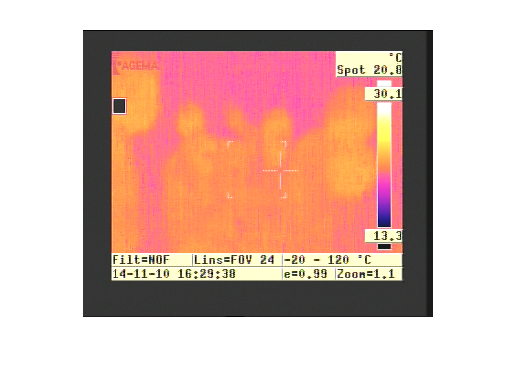 °C
*AGEMA
Spot 20.8
30.1
13.3
Filt=NOF Lins=FOV 24 -20 - 120 °C
14-11-10 16:29:38 e=0.99 Zoom=1.1